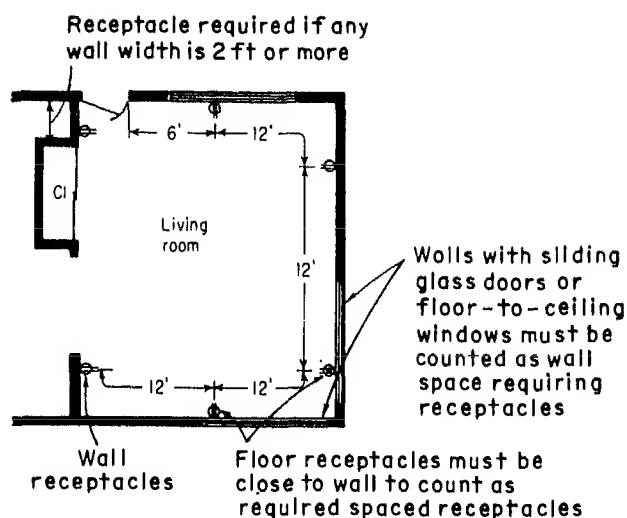 Receptacle required if any
wall width is 2 ft or more
6'
12'
Cl
Living
room
12'
12'
12'
Wolls with sliding
glass doors or
floor-to-ceiling
windows must be
counted as wall
space requiring
receptacles
Wall
receptacles
Floor receptacles must be
close to wall to count as
required spaced receptacles